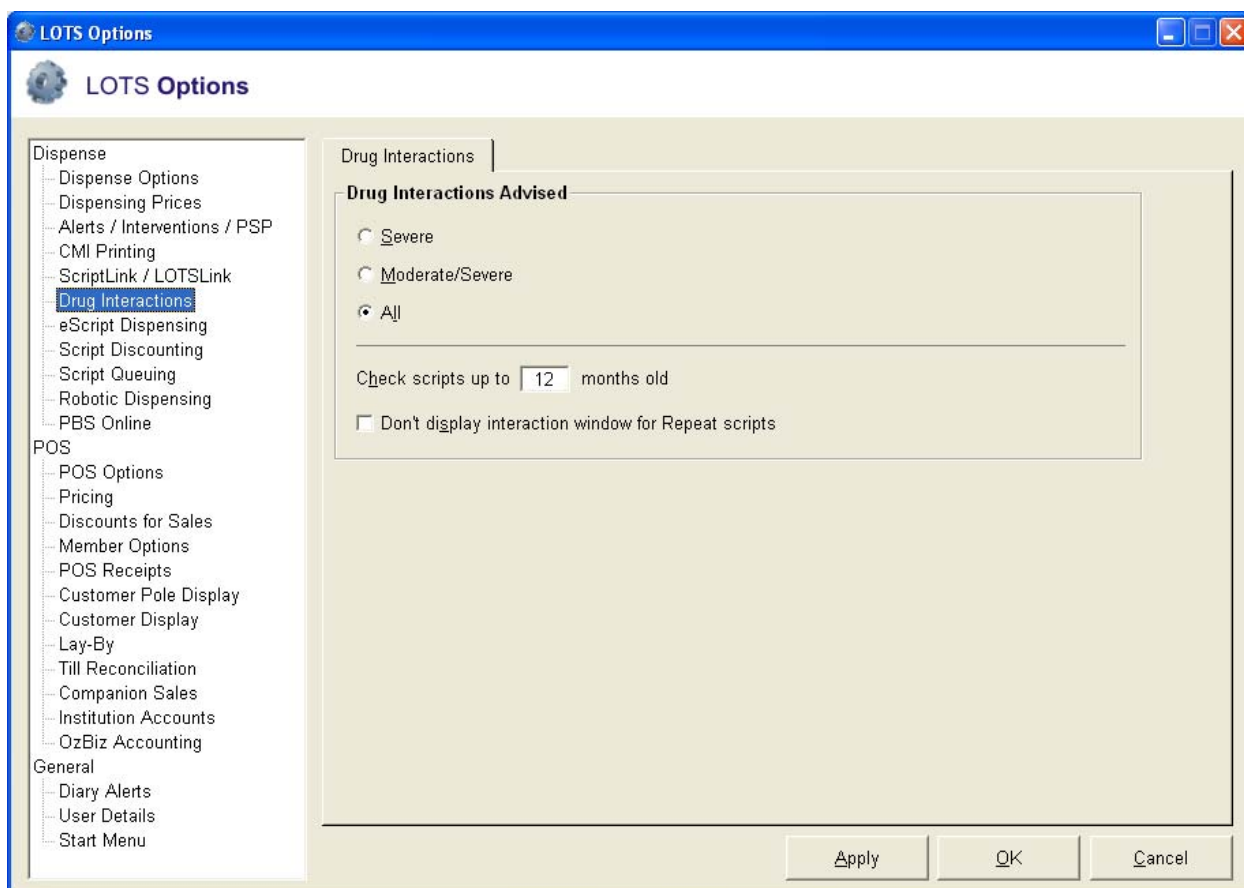 LOTS Options
LOTS Options
Dispense
Dispense Options
Dispensing Prices
Alerts / Interventions / PSP
CMI Printing
ScriptLink / LOTSLink
Drug Interactions
eScript Dispensing
Script Discounting
Script Queuing
Robotic Dispensing
PBS Online
POS
POS Options
Pricing
Discounts for Sales
Member Options
POS Receipts
Customer Pole Display
Customer Display
Lay-By
Till Reconciliation
Companion Sales
Institution Accounts
OzBiz Accounting
General
Diary Alerts
User Details
Start Menu
Drug Interactions
Drug Interactions Advised
Severe
Moderate/Severe
All
Check scripts up to 12 months old
Don't display interaction window for Repeat scripts
Apply OK Cancel